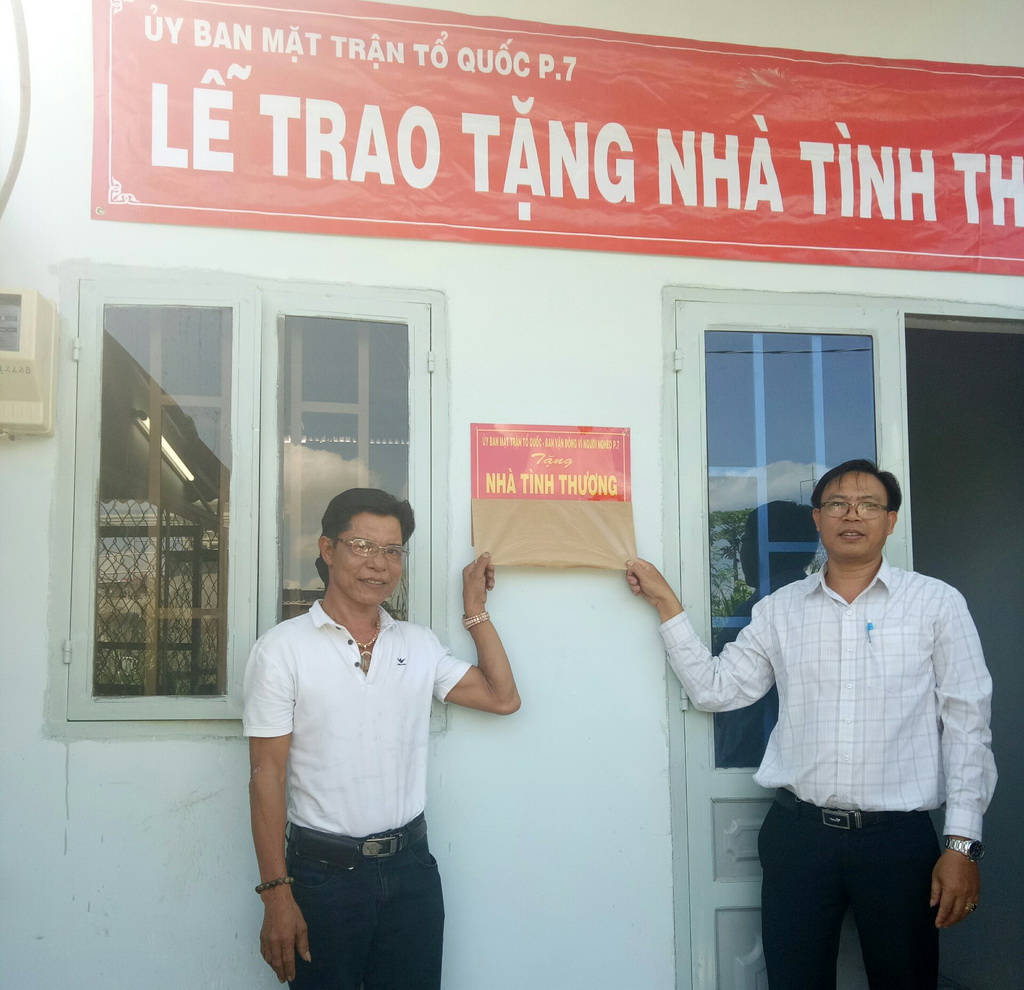 ỦY BAN MẶT TRẬN TỔ QUỐC P.7
LỄ TRAO TẶNG NHÀ TÌNH TH
ỦY BAN MẶT TRẬN TỔ QUỐC - BAN VẬN ĐỘNG VÌ NGƯỜI NGHÈO P.7
Tặng
NHÀ TÌNH THƯƠNG